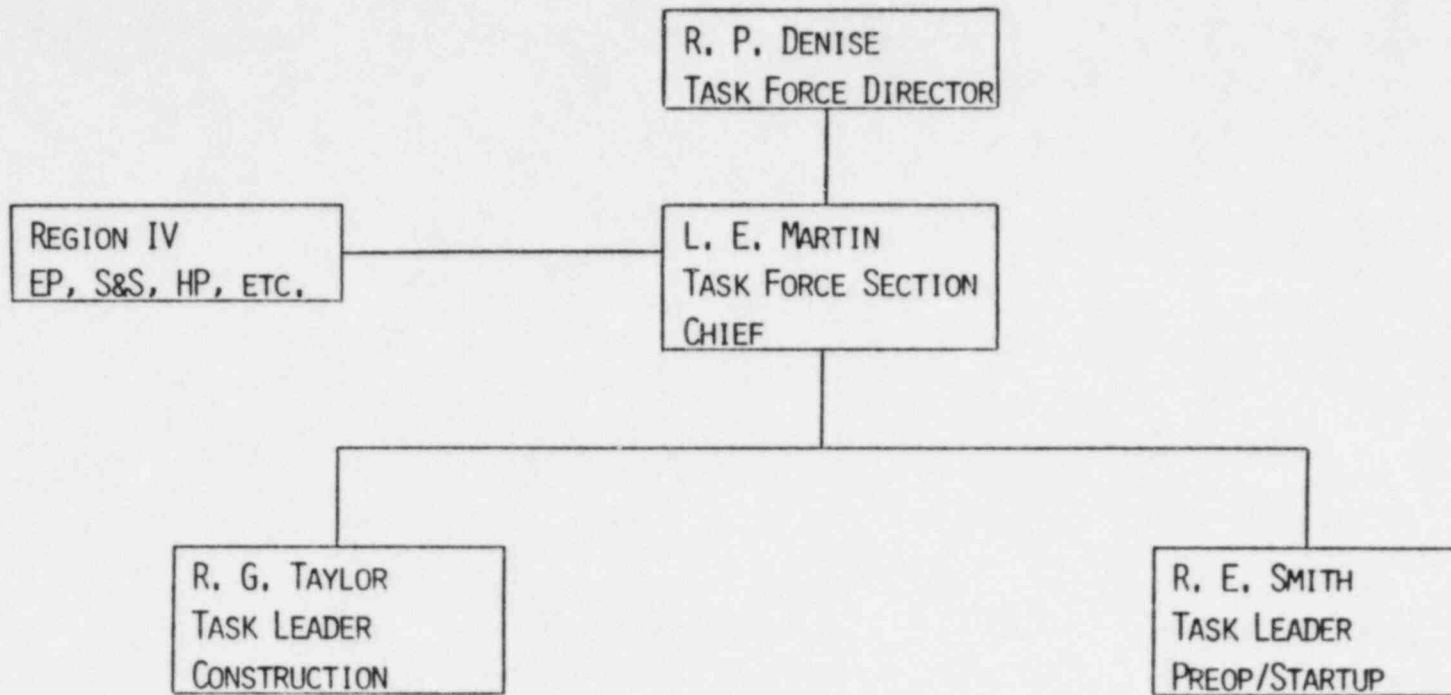 R. P. DENISE
TASK FORCE DIRECTOR
REGION IV
EP, S&S, HP, ETC.
L. E. MARTIN
TASK FORCE SECTION
CHIEF
R. G. TAYLOR
TASK LEADER
CONSTRUCTION
R. E. SMITH
TASK LEADER
PREOP/STARTUP